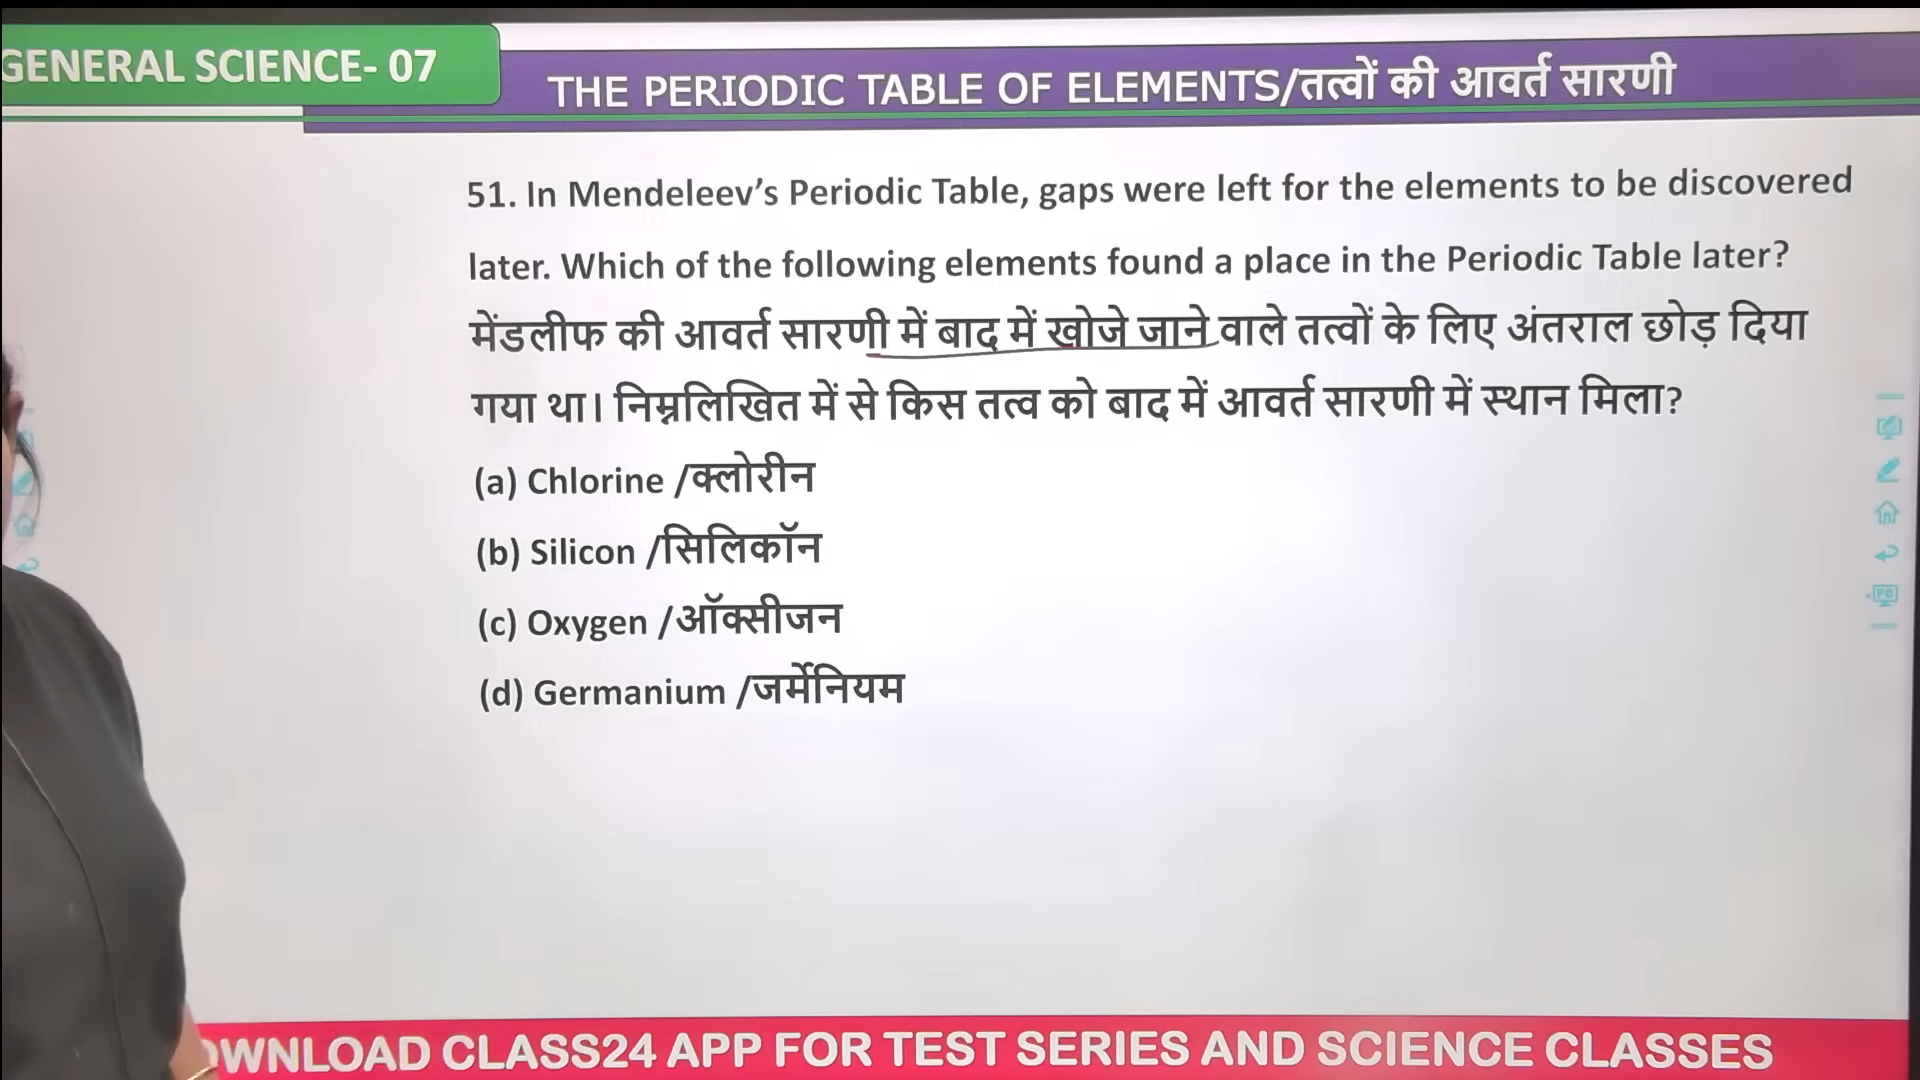 GENERAL SCIENCE- 07
THE PERIODIC TABLE OF ELEMENTS/तत्वों की आवर्त सारणी
51. In Mendeleev’s Periodic Table, gaps were left for the elements to be discovered
later. Which of the following elements found a place in the Periodic Table later?
मेंडलीफ की आवर्त सारणी में बाद में खोजे जाने वाले तत्वों के लिए अंतराल छोड़ दिया
गया था। निम्नलिखित में से किस तत्व को बाद में आवर्त सारणी में स्थान मिला?
(a) Chlorine /क्लोरीन
(b) Silicon /सिलिकॉन
(c) Oxygen /ऑक्सीजन
(d) Germanium /जर्मेनियम
OWNLOAD CLASS24 APP FOR TEST SERIES AND SCIENCE CLASSES